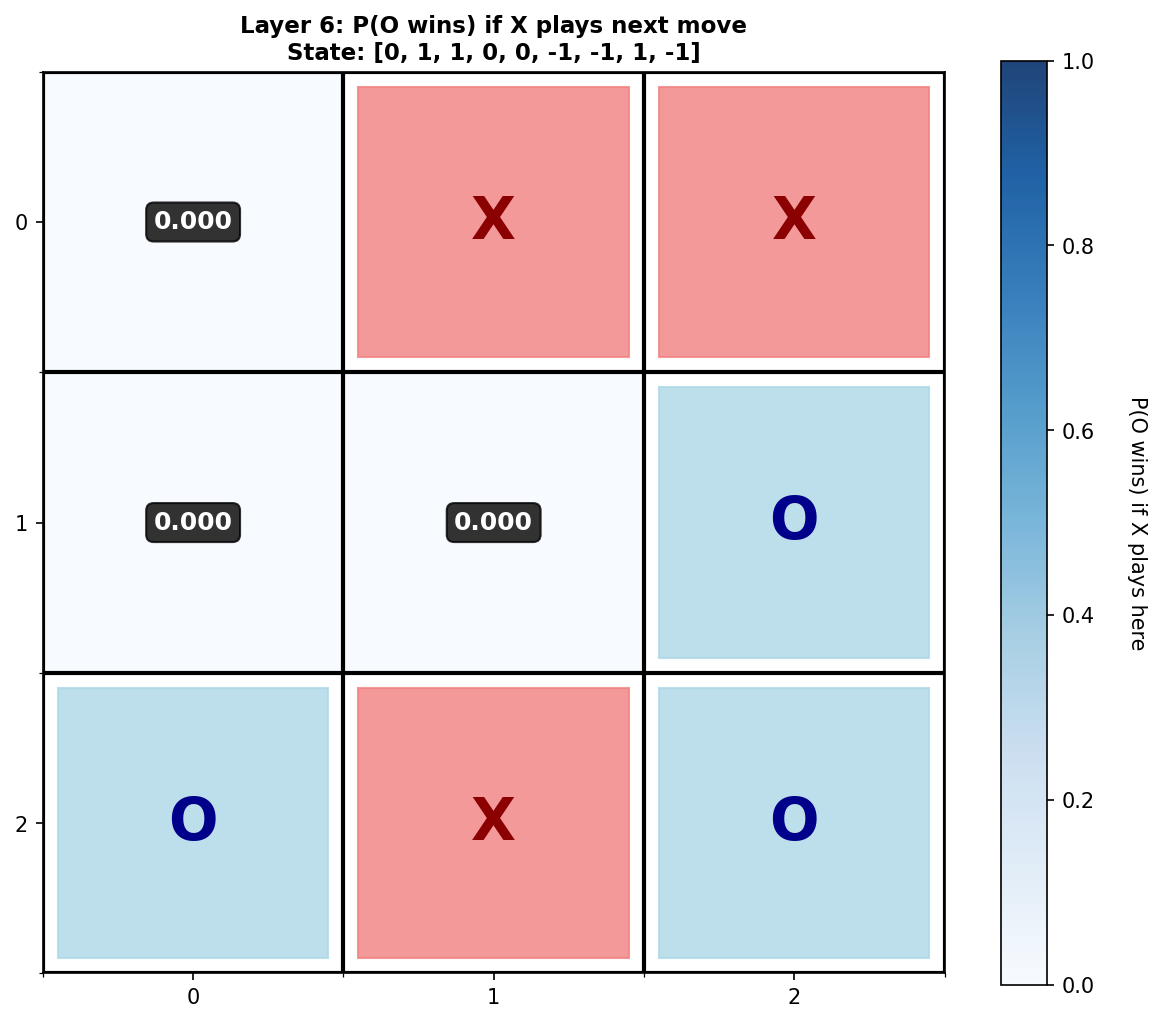 Layer 6: P(O wins) if X plays next move
State: [0, 1, 1, 0, 0, -1, -1, 1, -1]
0
0.000
X
X
1
0.000
0.000
O
2
O
X
O
0
1
2
1.0
0.8
0.6
0.4
0.2
0.0
P(O wins) if X plays here